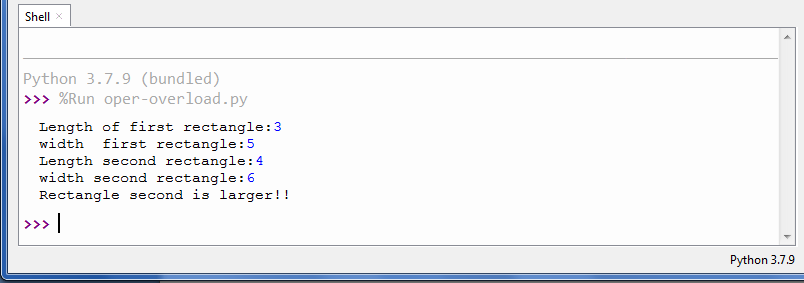 Shell ×
Python 3.7.9 (bundled)
>>> %Run oper-overload.py
Length of first rectangle:3
width  first rectangle:5
Length second rectangle:4
width second rectangle:6
Rectangle second is larger!!
>>>
Python 3.7.9